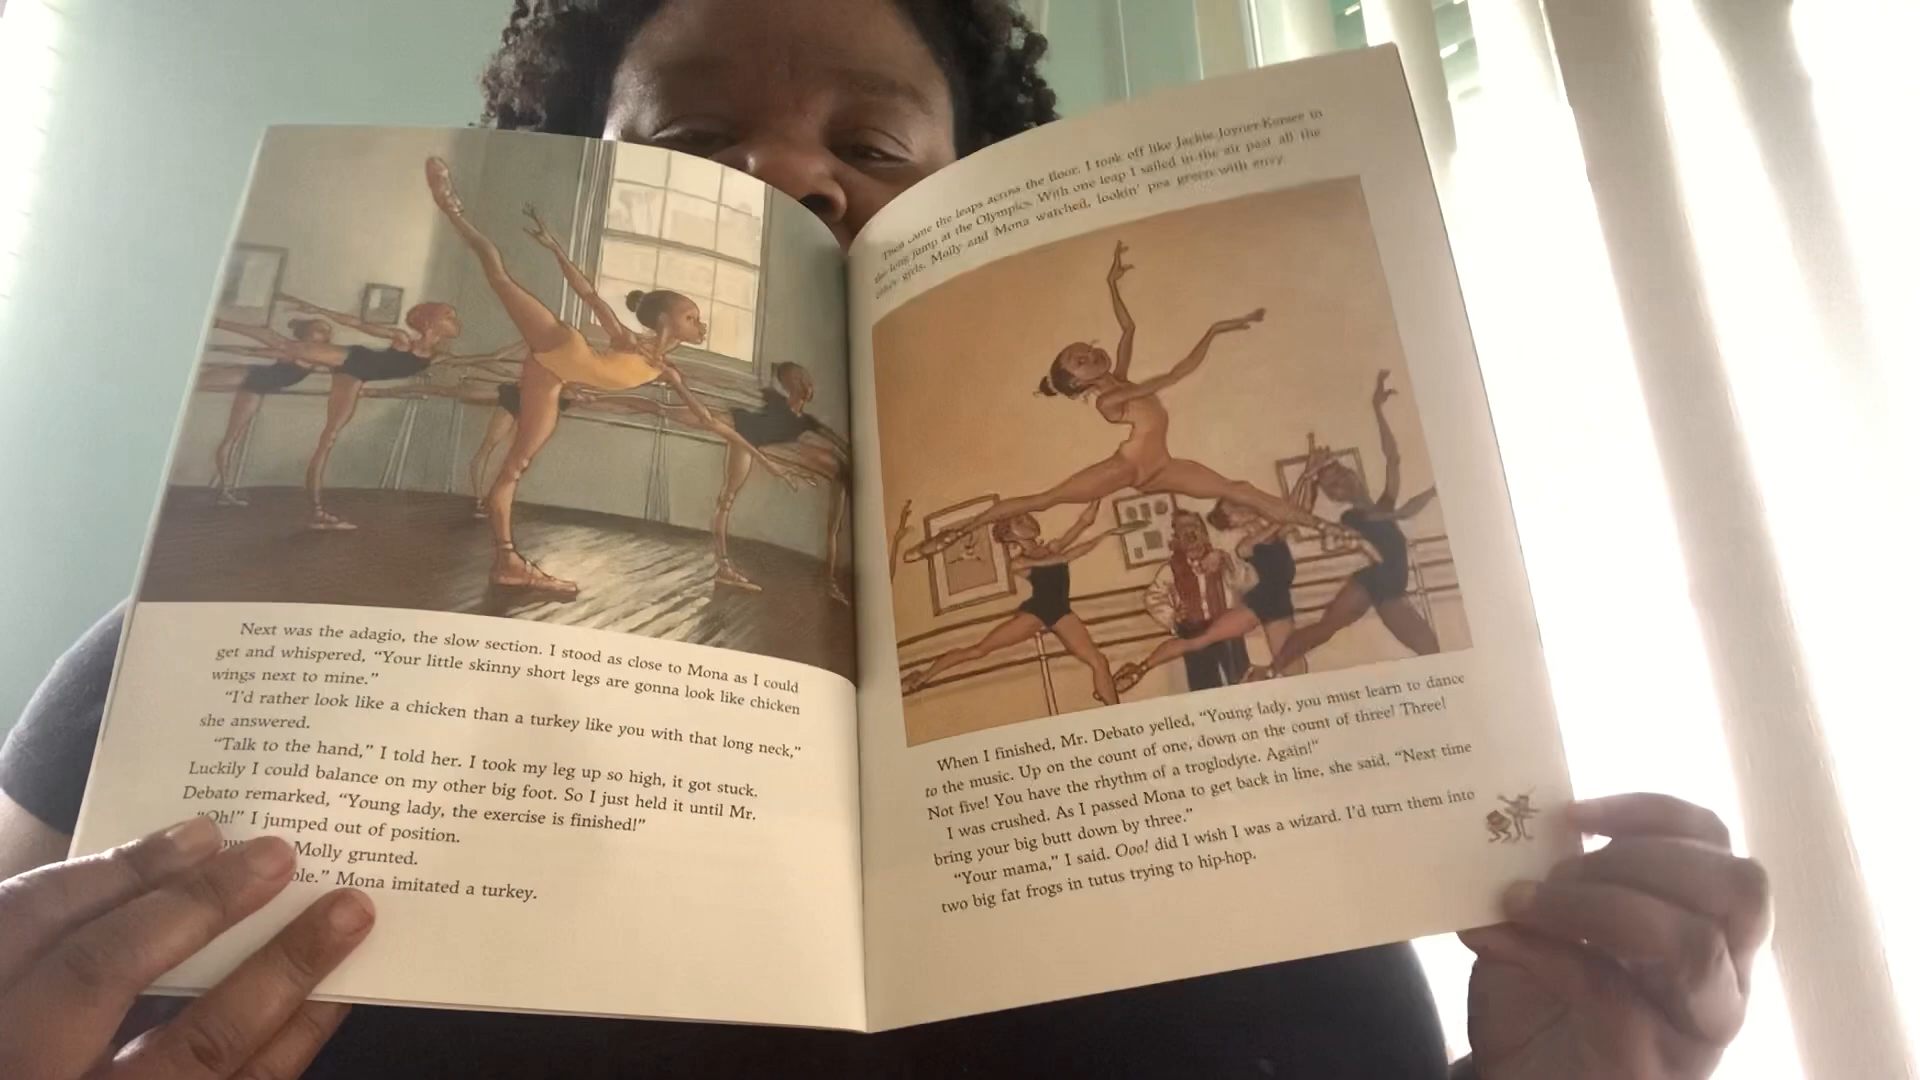 Next was the adagio, the slow section. I stood as close to Mona as I could
get and whispered, “Your little skinny short legs are gonna look like chicken
wings next to mine.”
“I’d rather look like a chicken than a turkey like you with that long neck,”
she answered.
“Talk to the hand,” I told her. I took my leg up so high, it got stuck.
Luckily I could balance on my other big foot. So I just held it until Mr.
Debato remarked, “Young lady, the exercise is finished!”
“Oh!” I jumped out of position.
Molly grunted.
Mona imitated a turkey.
Then came the leaps across the floor. I took off like Jackie Joyner-Kersee in
the long jump at the Olympics. With one leap I sailed in the air past all the
other girls. Molly and Mona watched, lookin’ pea green with envy.
When I finished, Mr. Debato yelled, “Young lady, you must learn to dance
to the music. Up on the count of one, down on the count of three! Three!
Not five! You have the rhythm of a troglodyte. Again!”
I was crushed. As I passed Mona to get back in line, she said, “Next time
bring your big butt down by three.”
“Your mama,” I said. Ooo! did I wish I was a wizard. I’d turn them into
two big fat frogs in tutus trying to hip-hop.